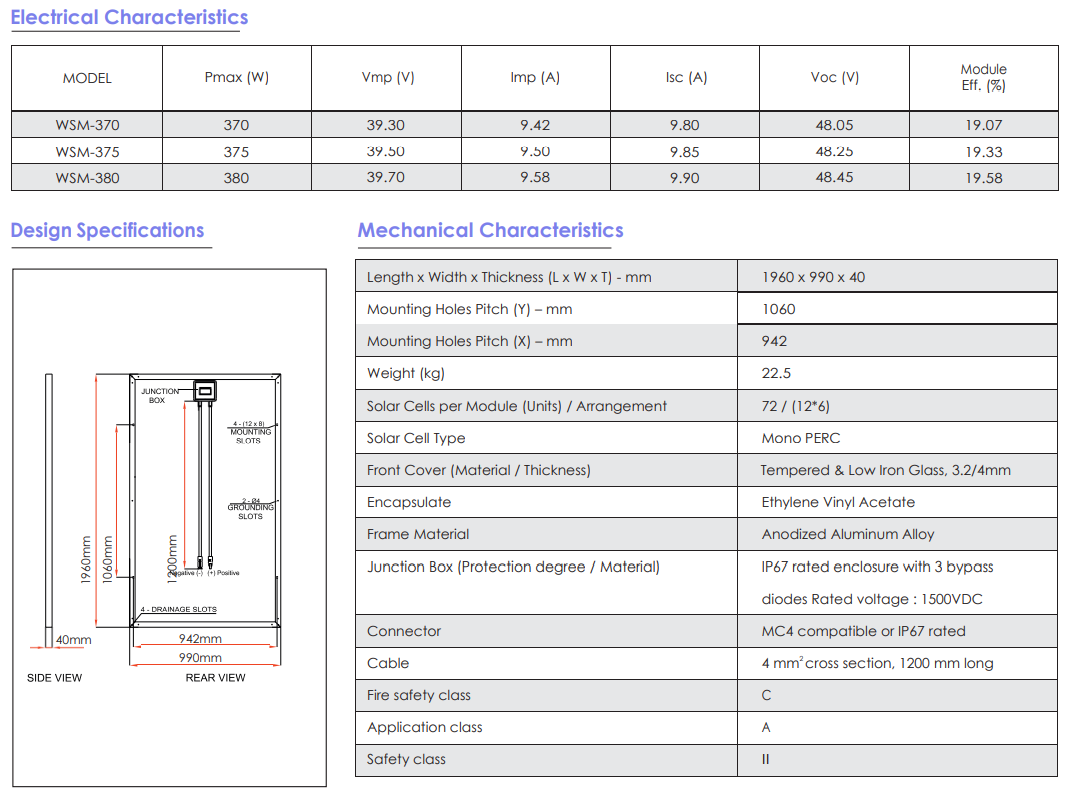 Electrical Characteristics
MODEL Pmax (W) Vmp (V) Imp (A) Isc (A) Voc (V) Module
Eff. (%)
WSM-370 370 39.30 9.42 9.80 48.05 19.07
WSM-375 375 39.50 9.50 9.85 48.25 19.33
WSM-380 380 39.70 9.58 9.90 48.45 19.58
Design Specifications
JUNCTION
BOX
4 - (12 x 8)
MOUNTING
SLOTS
2 - Ø4
GROUNDING
SLOTS
1960mm
1060mm
1200mm
Negative (-) (+) Positive
4 - DRAINAGE SLOTS
40mm
942mm
990mm
SIDE VIEW
REAR VIEW
Mechanical Characteristics
Length x Width x Thickness (L x W x T) - mm 1960 x 990 x 40
Mounting Holes Pitch (Y) – mm 1060
Mounting Holes Pitch (X) – mm 942
Weight (kg) 22.5
Solar Cells per Module (Units) / Arrangement 72 / (12*6)
Solar Cell Type Mono PERC
Front Cover (Material / Thickness) Tempered & Low Iron Glass, 3.2/4mm
Encapsulate Ethylene Vinyl Acetate
Frame Material Anodized Aluminum Alloy
Junction Box (Protection degree / Material) IP67 rated enclosure with 3 bypass
diodes Rated voltage : 1500VDC
Connector MC4 compatible or IP67 rated
Cable 4 mm² cross section, 1200 mm long
Fire safety class C
Application class A
Safety class II